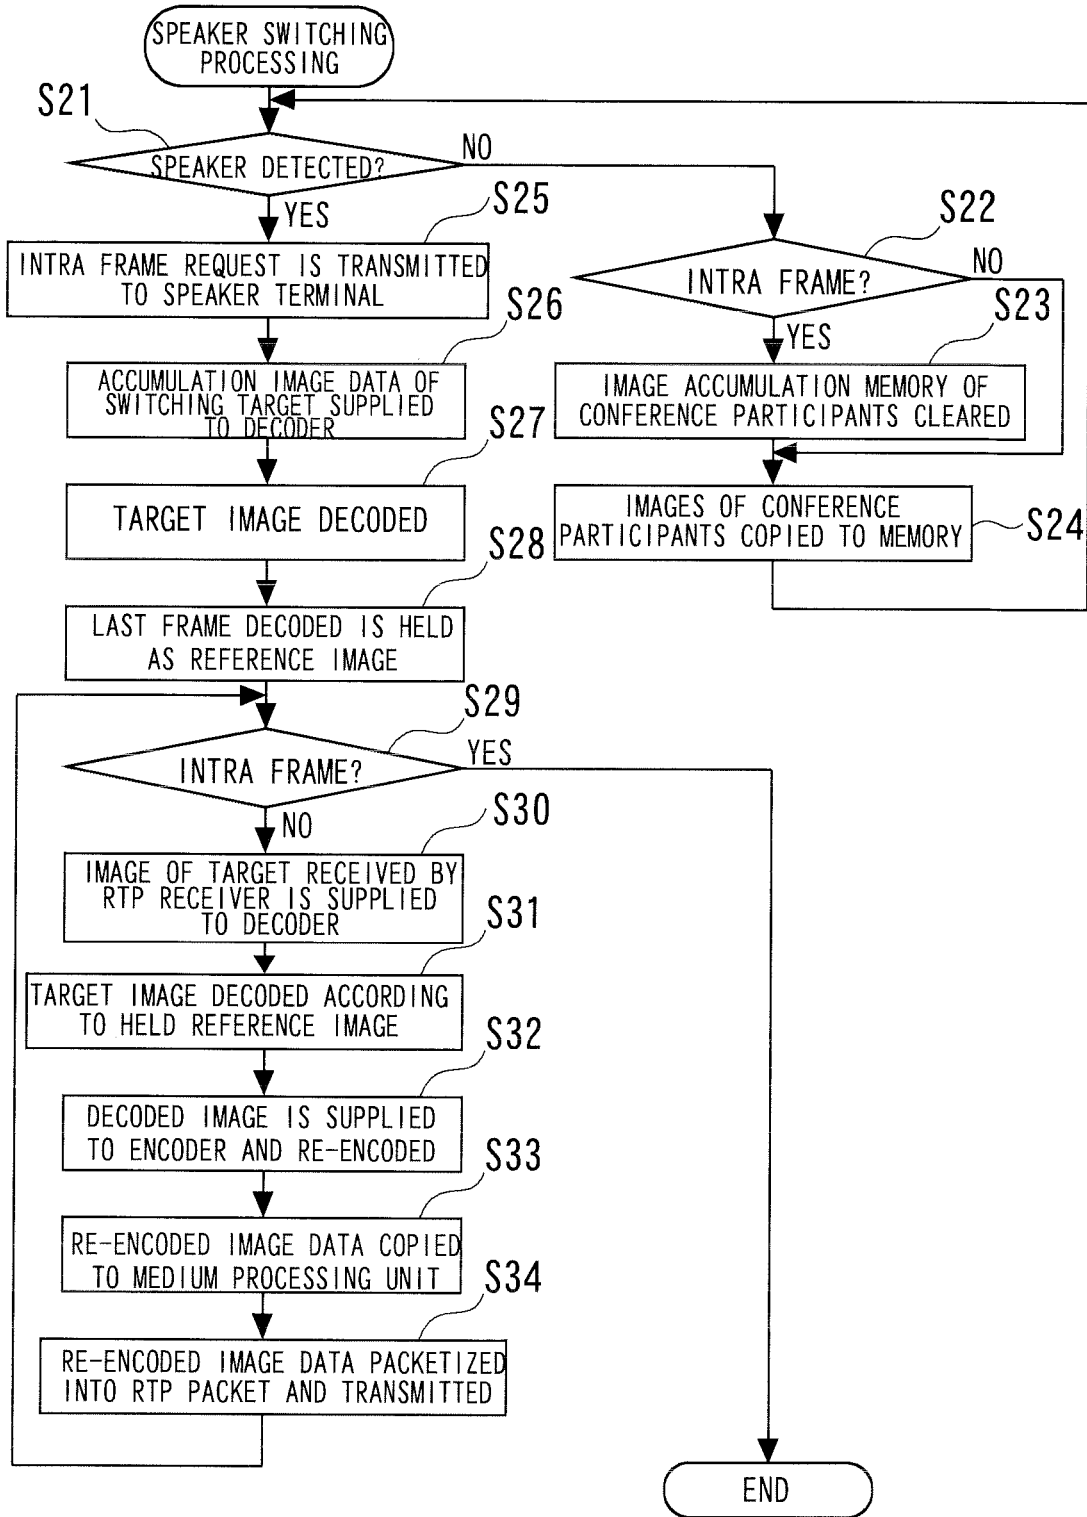 SPEAKER SWITCHING
PROCESSING
S21
SPEAKER DETECTED?
NO
YES
S25
INTRA FRAME REQUEST IS TRANSMITTED
TO SPEAKER TERMINAL
S22
INTRA FRAME?
NO
YES
S23
IMAGE ACCUMULATION MEMORY OF
CONFERENCE PARTICIPANTS CLEARED
IMAGES OF CONFERENCE
PARTICIPANTS COPIED TO MEMORY
S24
S26
ACCUMULATION IMAGE DATA OF
SWITCHING TARGET SUPPLIED
TO DECODER
S27
TARGET IMAGE DECODED
S28
LAST FRAME DECODED IS HELD
AS REFERENCE IMAGE
S29
INTRA FRAME?
YES
NO
S30
IMAGE OF TARGET RECEIVED BY
RTP RECEIVER IS SUPPLIED
TO DECODER
S31
TARGET IMAGE DECODED ACCORDING
TO HELD REFERENCE IMAGE
S32
DECODED IMAGE IS SUPPLIED
TO ENCODER AND RE-ENCODED
S33
RE-ENCODED IMAGE DATA COPIED
TO MEDIUM PROCESSING UNIT
S34
RE-ENCODED IMAGE DATA PACKETIZED
INTO RTP PACKET AND TRANSMITTED
END